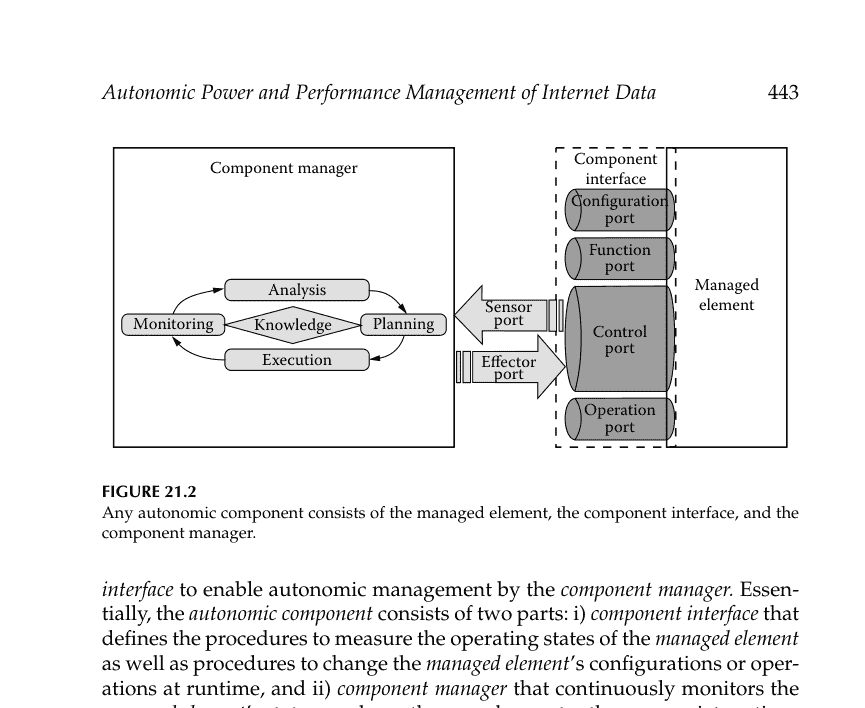 Autonomic Power and Performance Management of Internet Data 443
Component manager
Analysis
Monitoring
Knowledge
Planning
Execution
Sensor
port
Effector
port
Component
interface
Configuration
port
Function
port
Control
port
Operation
port
Managed
element
FIGURE 21.2
Any autonomic component consists of the managed element, the component interface, and the
component manager.
interface to enable autonomic management by the component manager. Essen-
tially, the autonomic component consists of two parts: i) component interface that
defines the procedures to measure the operating states of the managed element
as well as procedures to change the managed element's configurations or oper-
ations at runtime, and ii) component manager that continuously monitors the